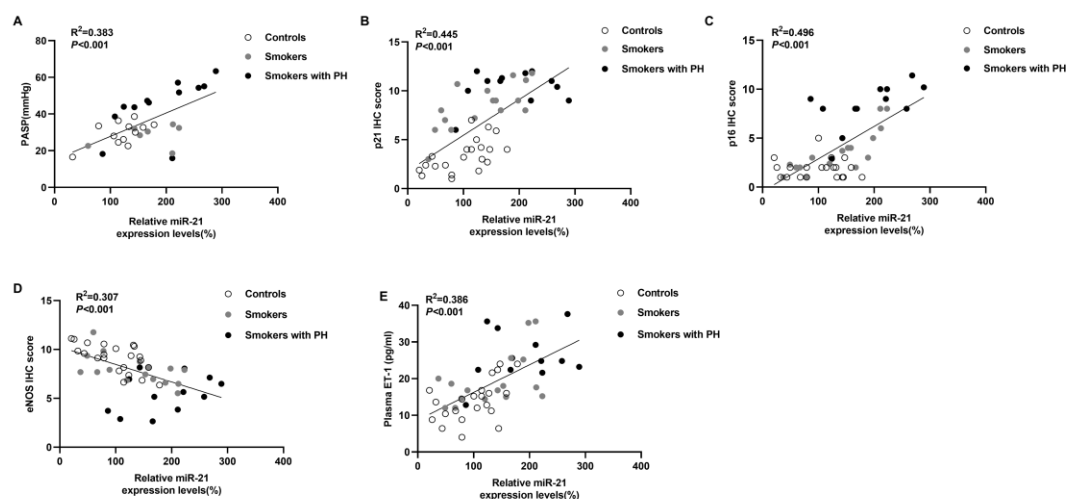 A
R²=0.383
P<0.001
Controls
Smokers
Smokers with PH
PASP(mmHg)
80
60
40
20
0
0 100 200 300 400
Relative miR-21
expression levels(%)
B
R²=0.445
P<0.001
Controls
Smokers
Smokers with PH
p21 IHC score
15
10
5
0
0 100 200 300 400
Relative miR-21
expression levels(%)
C
R²=0.496
P<0.001
Controls
Smokers
Smokers with PH
p16 IHC score
15
10
5
0
0 100 200 300 400
Relative miR-21
expression levels(%)
D
R²=0.307
P<0.001
Controls
Smokers
Smokers with PH
eNOS IHC score
15
10
5
0
0 100 200 300 400
Relative miR-21
expression levels(%)
E
R²=0.386
P<0.001
Controls
Smokers
Smokers with PH
Plasma ET-1 (pg/ml)
40
30
20
10
0
0 100 200 300 400
Relative miR-21
expression levels(%)